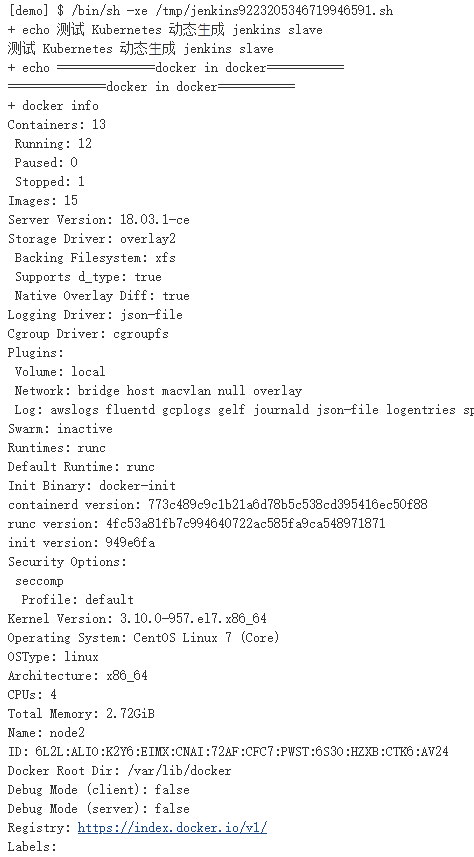 [demo] $ /bin/sh -xe /tmp/jenkins9223205346719946591.sh
+ echo 测试 Kubernetes 动态生成 jenkins slave
测试 Kubernetes 动态生成 jenkins slave
+ echo ==============docker in docker===========
==============docker in docker===========
+ docker info
Containers: 13
Running: 12
Paused: 0
Stopped: 1
Images: 15
Server Version: 18.03.1-ce
Storage Driver: overlay2
Backing Filesystem: xfs
Supports d_type: true
Native Overlay Diff: true
Logging Driver: json-file
Cgroup Driver: cgroupfs
Plugins:
Volume: local
Network: bridge host macvlan null overlay
Log: awslogs fluentd gcplogs gelf journald json-file logentries sp
Swarm: inactive
Runtimes: runc
Default Runtime: runc
Init Binary: docker-init
containerd version: 773c489c9c1b21a6d78b5c538cd395416ec50f88
runc version: 4fc53a81fb7c994640722ac585fa9ca548971871
init version: 949e6fa
Security Options:
seccomp
Profile: default
Kernel Version: 3.10.0-957.el7.x86_64
Operating System: CentOS Linux 7 (Core)
OSType: linux
Architecture: x86_64
CPUs: 4
Total Memory: 2.72GiB
Name: node2
ID: 6L2L:ALIO:K2Y6:EIMX:CNAI:72AF:CFC7:PWST:6S3O:HZXB:CTK6:AV24
Docker Root Dir: /var/lib/docker
Debug Mode (client): false
Debug Mode (server): false
Registry: https://index.docker.io/v1/
Labels: